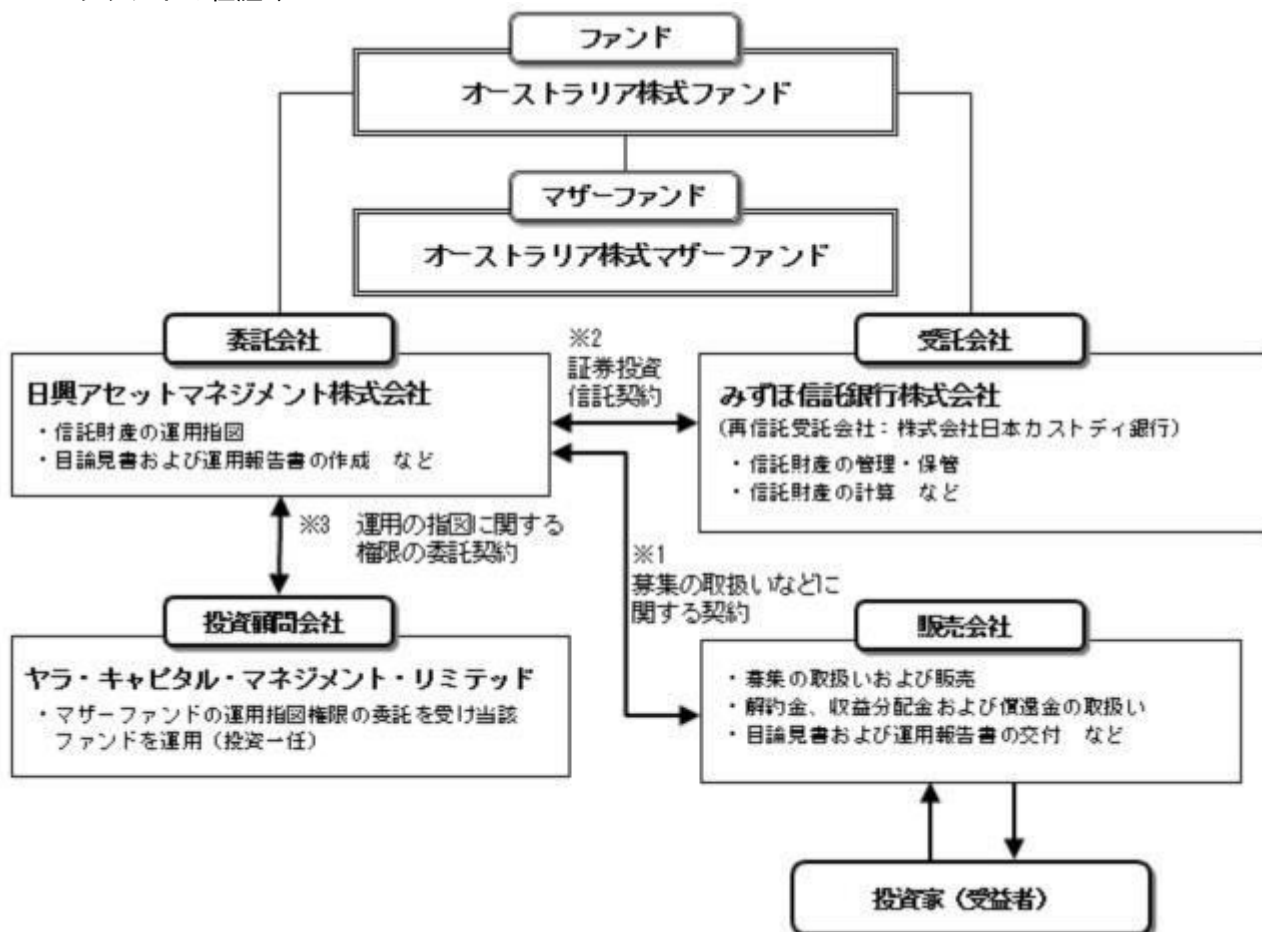 ファンド
オーストラリア株式ファンド
マザーファンド
オーストラリア株式マザーファンド
委託会社
日興アセットマネジメント株式会社
・信託財産の運用指図
・目論見書および運用報告書の作成 など
※2
証券投資
信託契約
受託会社
みずほ信託銀行株式会社
(再信託受託会社:株式会社日本カストディ銀行)
・信託財産の管理・保管
・信託財産の計算 など
※3 運用の指図に関する
権限の委託契約
※1
募集の取扱いなどに
関する契約
投資顧問会社
ヤラ・キャピタル・マネジメント・リミテッド
・マザーファンドの運用指図権限の委託を受け当該
ファンドを運用(投資一任)
販売会社
・募集の取扱いおよび販売
・解約金、収益分配金および償還金の取扱い
・目論見書および運用報告書の交付 など
投資家(受益者)